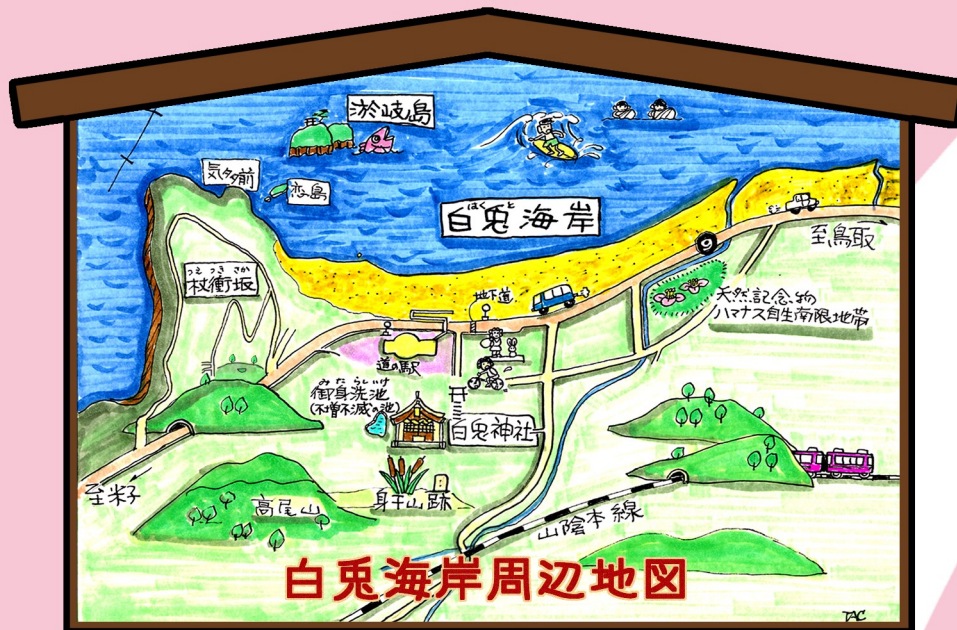 淤岐島
気多前
恋島
はくと
白兎海岸
至鳥取
9
つえつきさか
杖衝坂
地下道
天然記念物
ハマナス自生南限地帯
道の駅
みたらしいけ
御身洗池
(不増不滅の池)
白兎神社
至米子
高尾山
身干山跡
山陰本線
白兎海岸周辺地図
TAC